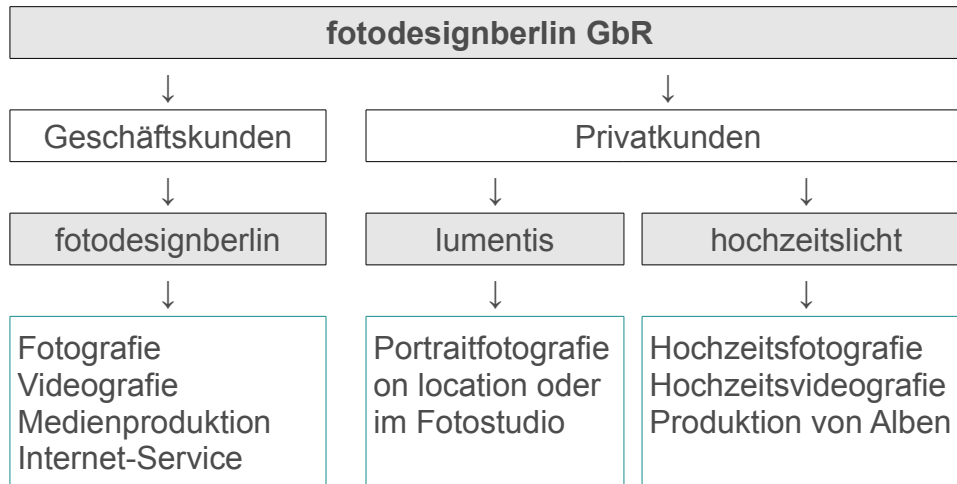 fotodesignberlin GbR
↓ ↓
Geschäftskunden Privatkunden
↓ ↓ ↓
fotodesignberlin lumentis hochzeitslicht
↓ ↓ ↓
Fotografie
Videografie
Medienproduktion
Internet-Service
Portraitfotografie
on location oder
im Fotostudio
Hochzeitsfotografie
Hochzeitsvideografie
Produktion von Alben